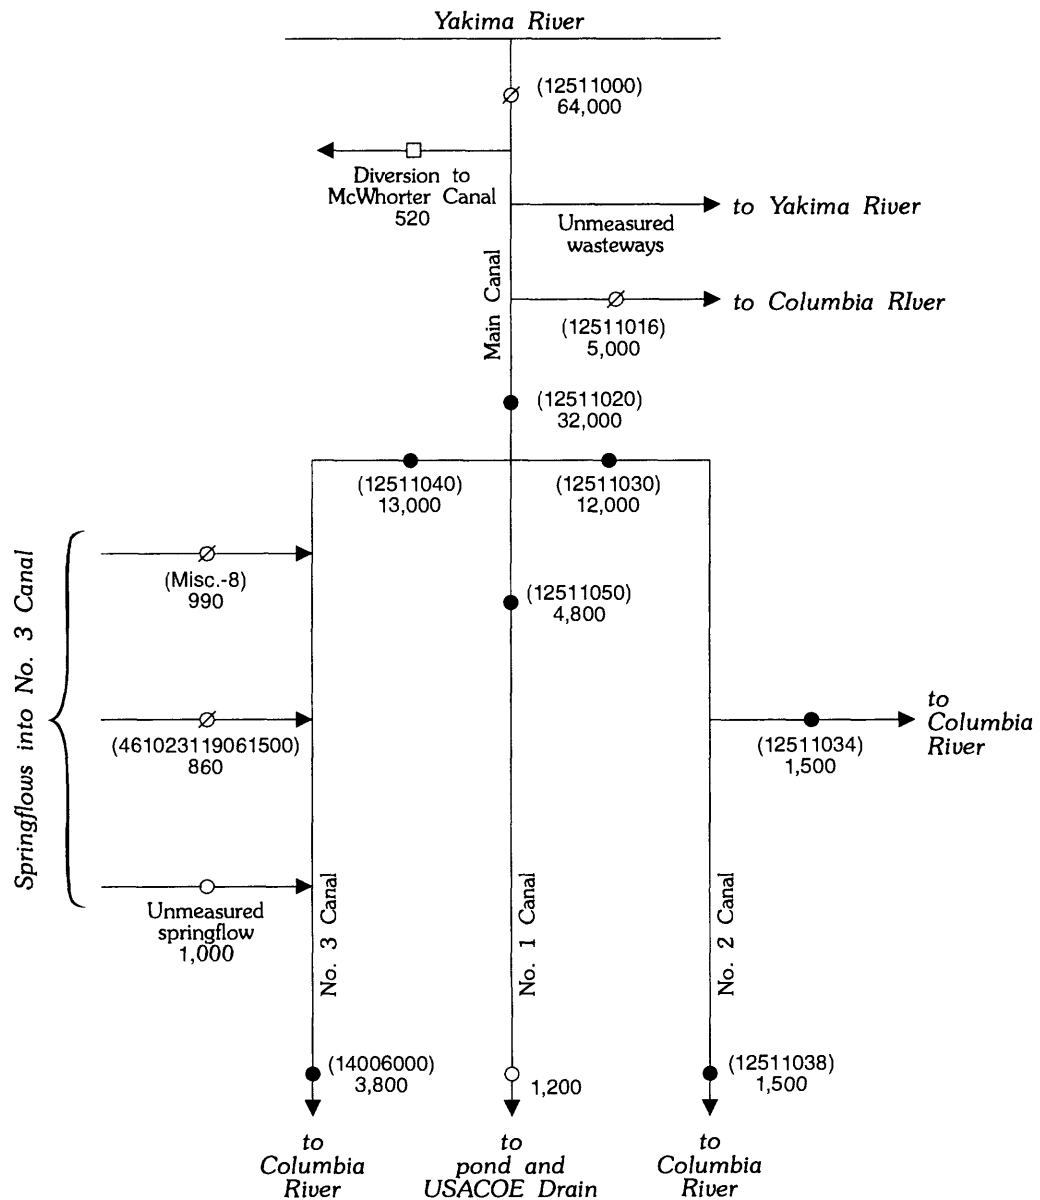 Yakima River
(12511000)
64,000
Diversion to
McWhorter Canal
520
to Yakima River
Unmeasured
wasteways
Main Canal
to Columbia RIver
(12511016)
5,000
(12511020)
32,000
(12511040)
13,000
(12511030)
12,000
Springflows into No. 3 Canal
(Misc.-8)
990
(12511050)
4,800
(461023119061500)
860
to
Columbia
River
(12511034)
1,500
Unmeasured
springflow
1,000
No. 3 Canal
No. 1 Canal
No. 2 Canal
(14006000)
3,800
1,200
(12511038)
1,500
to
Columbia
River
to
pond and
USACOE Drain
to
Columbia
River